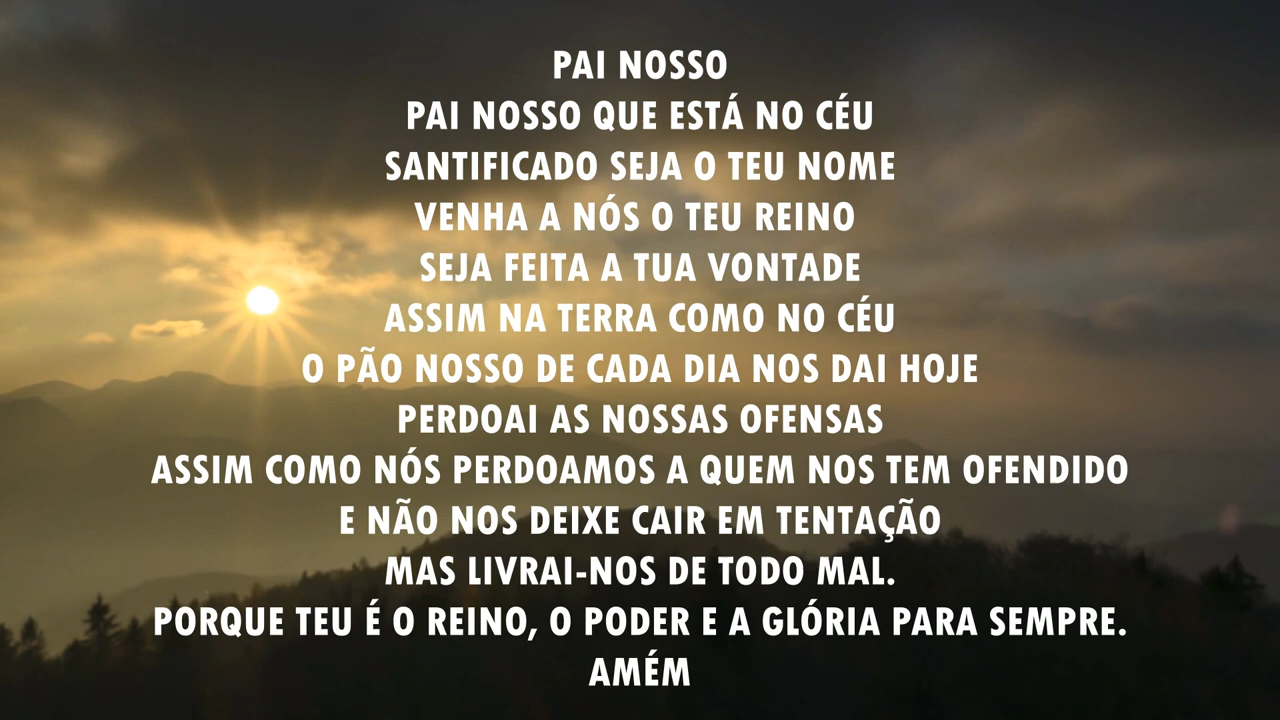 PAI NOSSO
PAI NOSSO QUE ESTÁ NO CÉU
SANTIFICADO SEJA O TEU NOME
VENHA A NÓS O TEU REINO
SEJA FEITA A TUA VONTADE
ASSIM NA TERRA COMO NO CÉU
O PÃO NOSSO DE CADA DIA NOS DAI HOJE
PERDOAI AS NOSSAS OFENSAS
ASSIM COMO NÓS PERDOAMOS A QUEM NOS TEM OFENDIDO
E NÃO NOS DEIXE CAIR EM TENTAÇÃO
MAS LIVRAI-NOS DE TODO MAL.
PORQUE TEU É O REINO, O PODER E A GLÓRIA PARA SEMPRE.
AMÉM